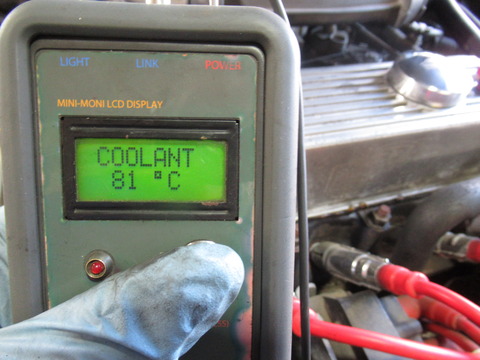 LIGHT LINK POWER
MINI-MONI LCD DISPLAY
COOLANT
81 °C